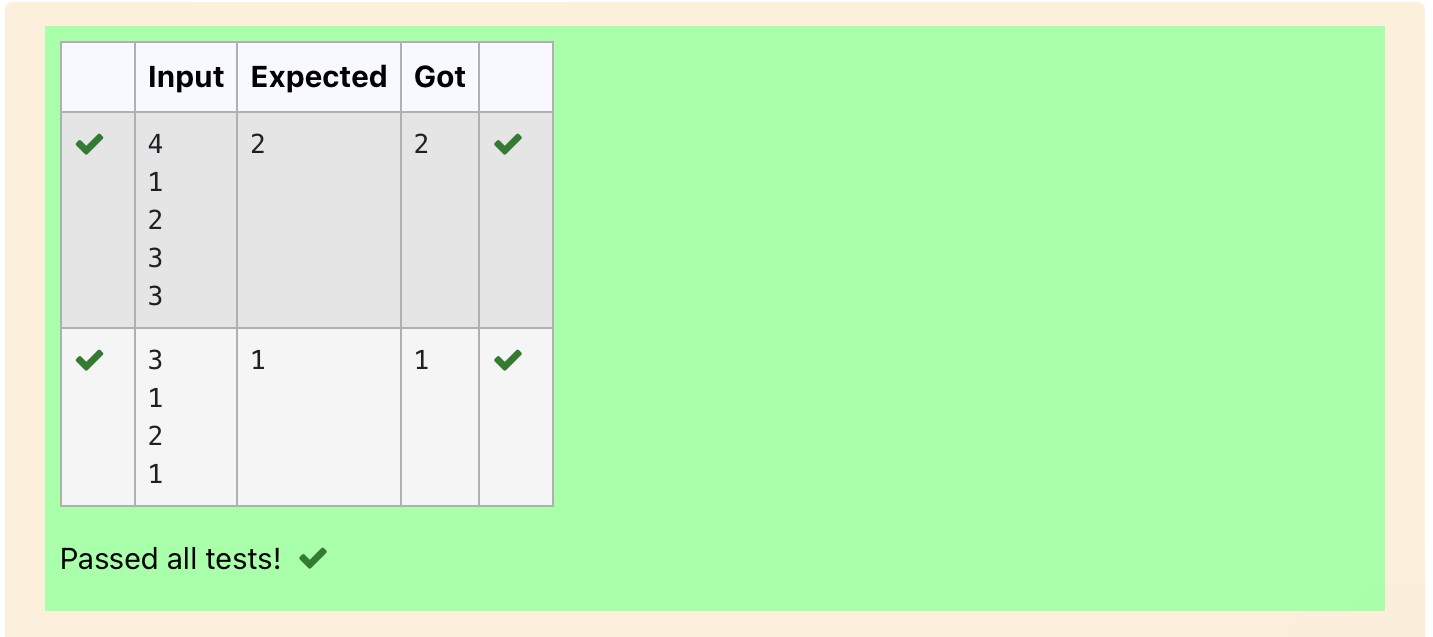 Input Expected Got
4 2 2
1
2
3
3
3 1 1
1
2
1
Passed all tests!